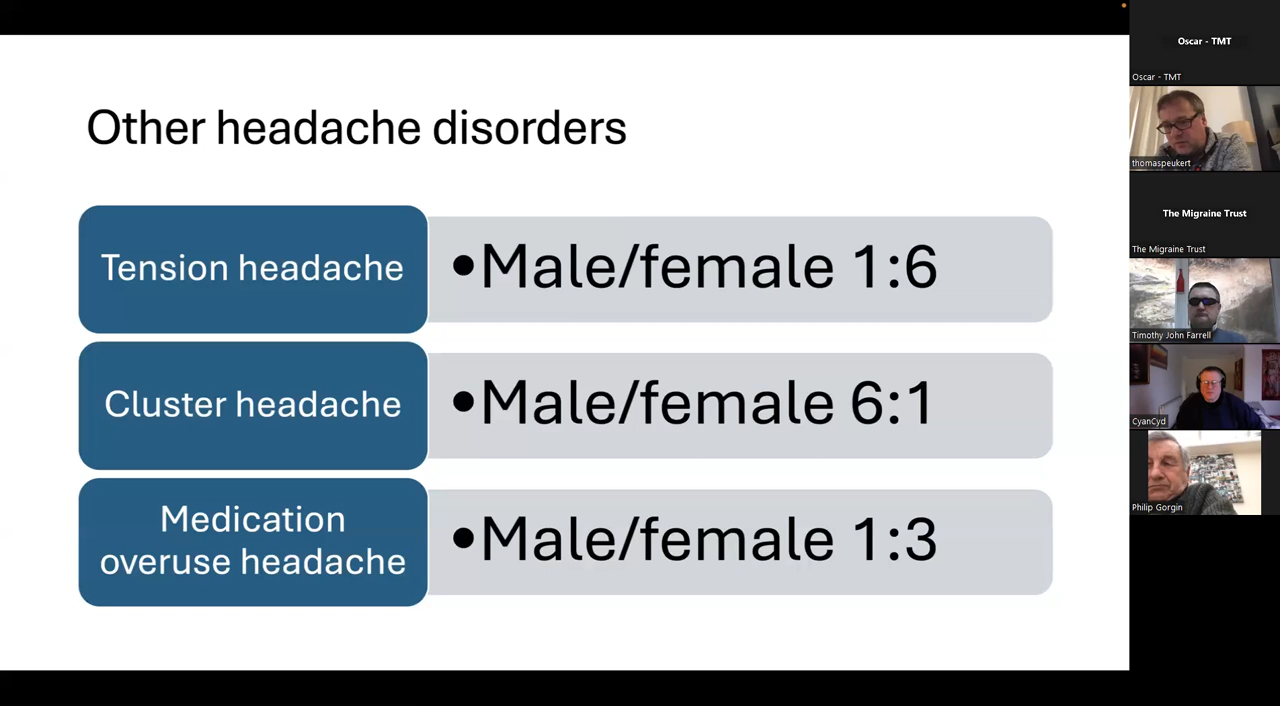 Other headache disorders
Tension headache
•Male/female 1:6
Cluster headache
•Male/female 6:1
Medication
overuse headache
•Male/female 1:3
Oscar - TMT
Oscar - TMT
thomaspeukert
The Migraine Trust
The Migraine Trust
Timothy John Farrell
CyanCyd
Philip Gorgin